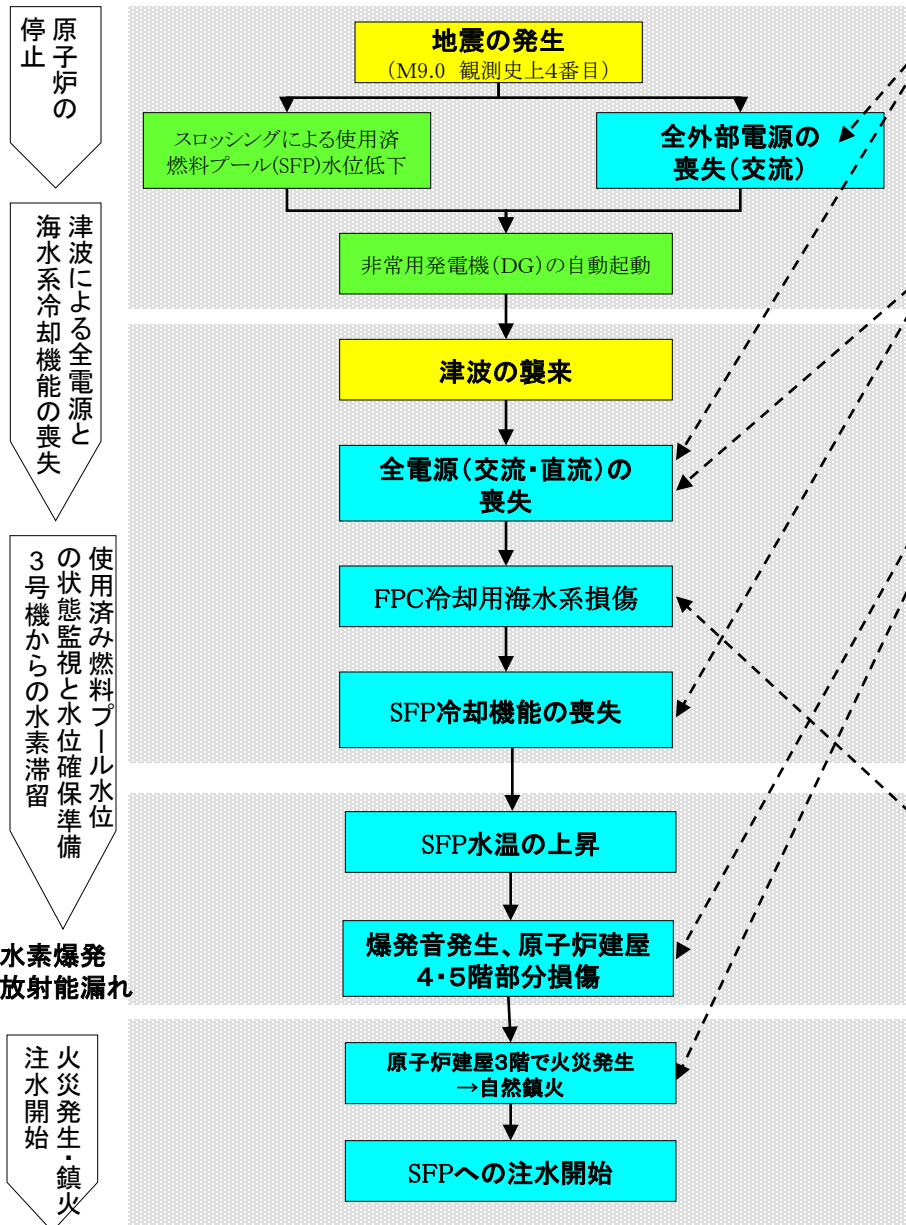 原子炉の
停止
地震の発生
(M9.0 観測史上4番目)
スロッシングによる使用済
燃料プール(SFP)水位低下
全外部電源の
喪失(交流)
非常用発電機(DG)の自動起動
津波による全電源と
海水系冷却機能の喪失
津波の襲来
全電源(交流・直流)の
喪失
FPC冷却用海水系損傷
SFP冷却機能の喪失
使用済み燃料プール水位
の状態監視と水位確保準備
3号機からの水素滞留
SFP水温の上昇
爆発音発生、原子炉建屋
4・5階部分損傷
水素爆発
放射能漏れ
火災発生・鎮火
注水開始
原子炉建屋3階で火災発生
→自然鎮火
SFPへの注水開始